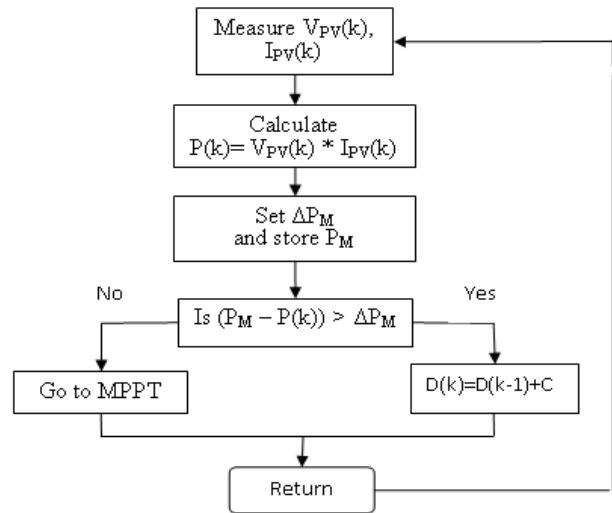 Measure VPV(k),
IPV(k)
Calculate
P(k)= VPV(k) * IPV(k)
Set ΔPM
and store PM
No
Yes
Is (PM – P(k)) > ΔPM
Go to MPPT
D(k)=D(k-1)+C
Return